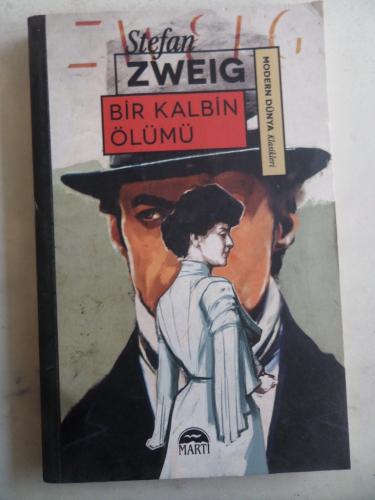 ZWEIG
Stefan
ZWEIG
BİR KALBİN
ÖLÜMÜ
MODERN DÜNYA Klasikleri
MARTI